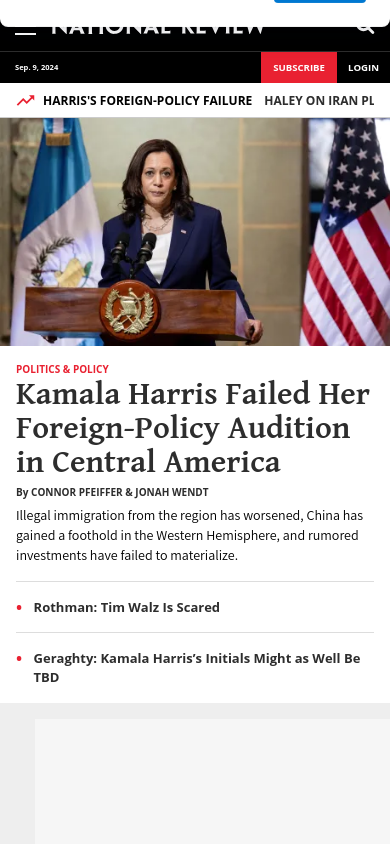 NATIONAL REVIEW
Sep. 9, 2024
SUBSCRIBE
LOGIN
HARRIS'S FOREIGN-POLICY FAILURE
HALEY ON IRAN PL
POLITICS & POLICY
Kamala Harris Failed Her
Foreign-Policy Audition
in Central America
By CONNOR PFEIFFER & JONAH WENDT
Illegal immigration from the region has worsened, China has
gained a foothold in the Western Hemisphere, and rumored
investments have failed to materialize.
Rothman: Tim Walz Is Scared
Geraghty: Kamala Harris’s Initials Might as Well Be
TBD